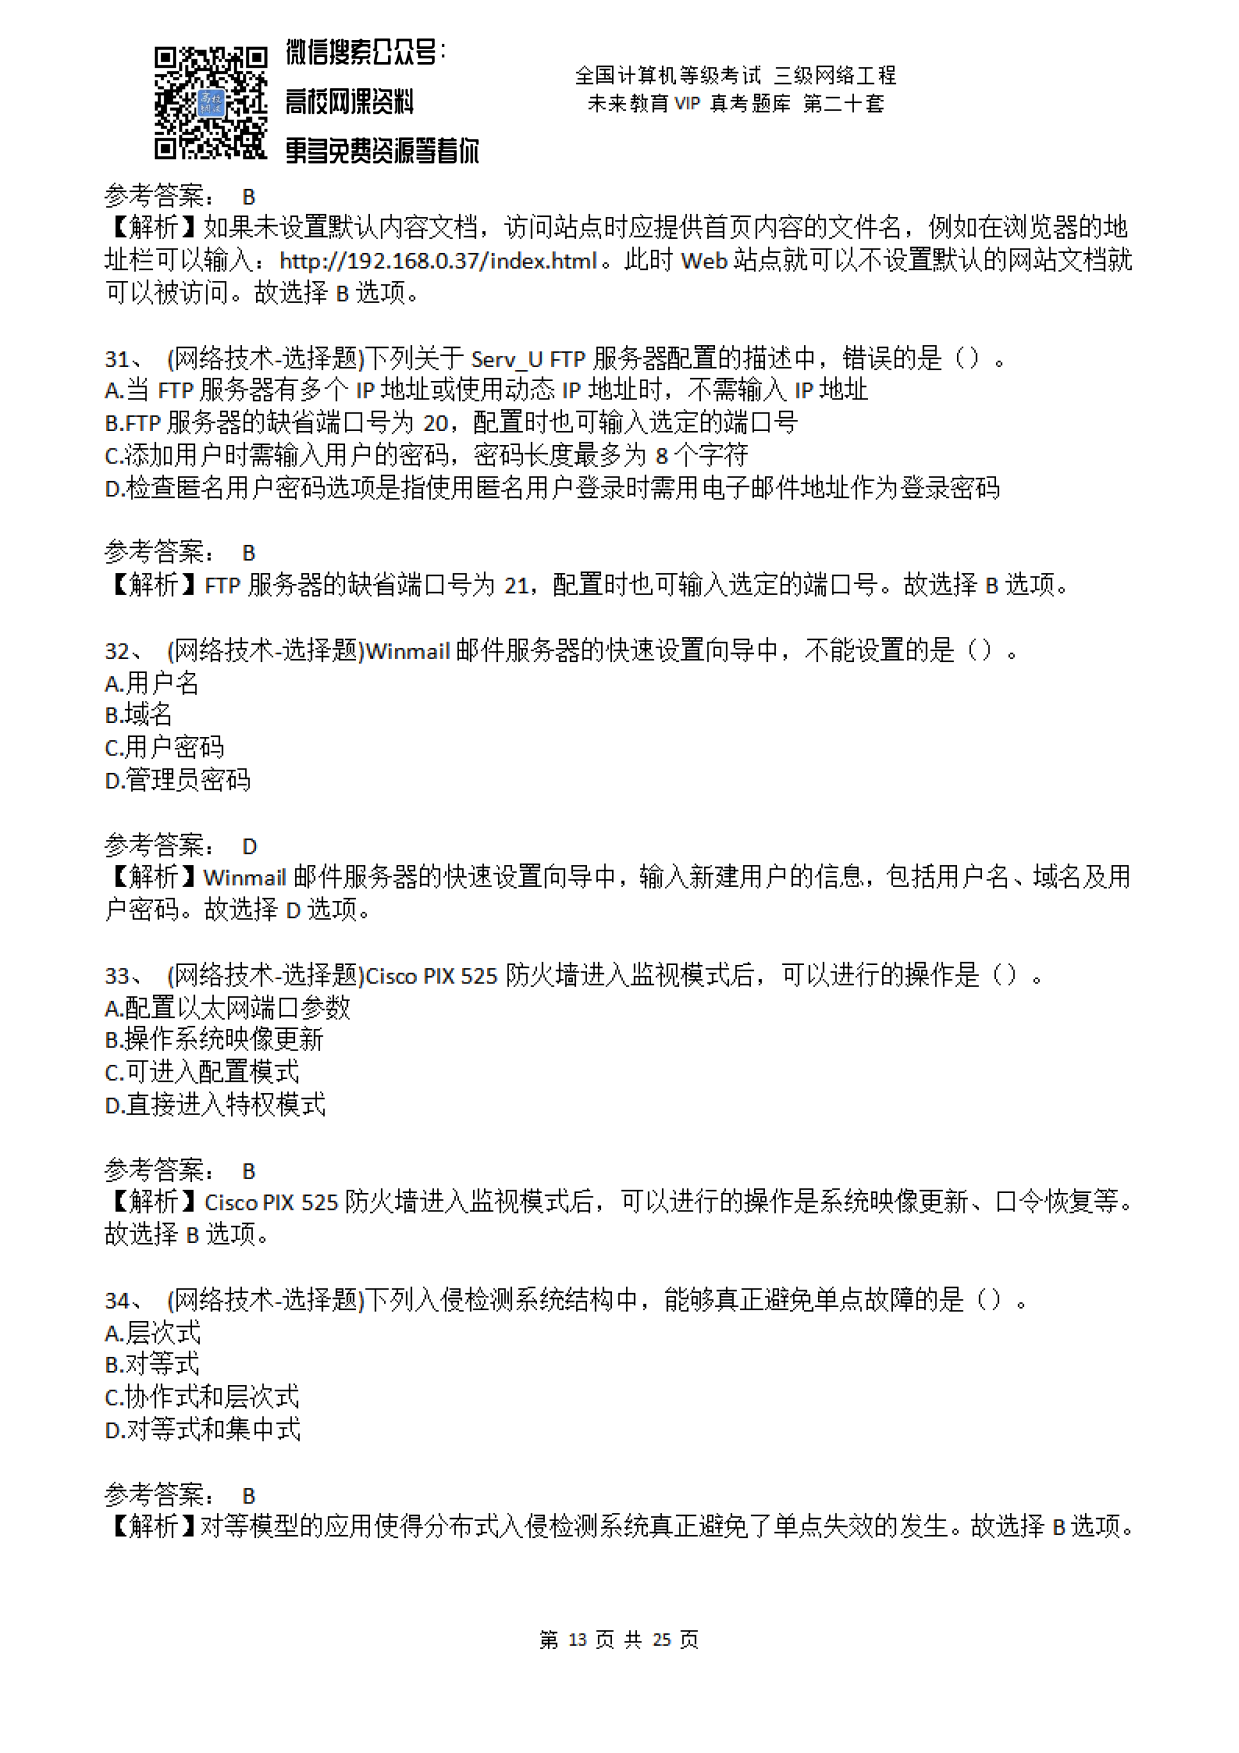 微信搜索公众号：
高校网课资料
更多免费资源等着你
全国计算机等级考试 三级网络工程
未来教育 VIP 真考题库 第二十套
参考答案： B
【解析】如果未设置默认内容文档，访问站点时应提供首页内容的文件名，例如在浏览器的地
址栏可以输入：http://192.168.0.37/index.html。此时 Web 站点就可以不设置默认的网站文档就
可以被访问。故选择 B 选项。
31、 (网络技术-选择题)下列关于 Serv_U FTP 服务器配置的描述中，错误的是（）。
A.当 FTP 服务器有多个 IP 地址或使用动态 IP 地址时，不需输入 IP 地址
B.FTP 服务器的缺省端口号为 20，配置时也可输入选定的端口号
C.添加用户时需输入用户的密码，密码长度最多为 8 个字符
D.检查匿名用户密码选项是指使用匿名用户登录时需用电子邮件地址作为登录密码
参考答案： B
【解析】FTP 服务器的缺省端口号为 21，配置时也可输入选定的端口号。故选择 B 选项。
32、 (网络技术-选择题)Winmail 邮件服务器的快速设置向导中，不能设置的是（）。
A.用户名
B.域名
C.用户密码
D.管理员密码
参考答案： D
【解析】Winmail 邮件服务器的快速设置向导中，输入新建用户的信息，包括用户名、域名及用
户密码。故选择 D 选项。
33、 (网络技术-选择题)Cisco PIX 525 防火墙进入监视模式后，可以进行的操作是（）。
A.配置以太网端口参数
B.操作系统映像更新
C.可进入配置模式
D.直接进入特权模式
参考答案： B
【解析】Cisco PIX 525 防火墙进入监视模式后，可以进行的操作是系统映像更新、口令恢复等。
故选择 B 选项。
34、 (网络技术-选择题)下列入侵检测系统结构中，能够真正避免单点故障的是（）。
A.层次式
B.对等式
C.协作式和层次式
D.对等式和集中式
参考答案： B
【解析】对等模型的应用使得分布式入侵检测系统真正避免了单点失效的发生。故选择 B 选项。
第 13 页 共 25 页